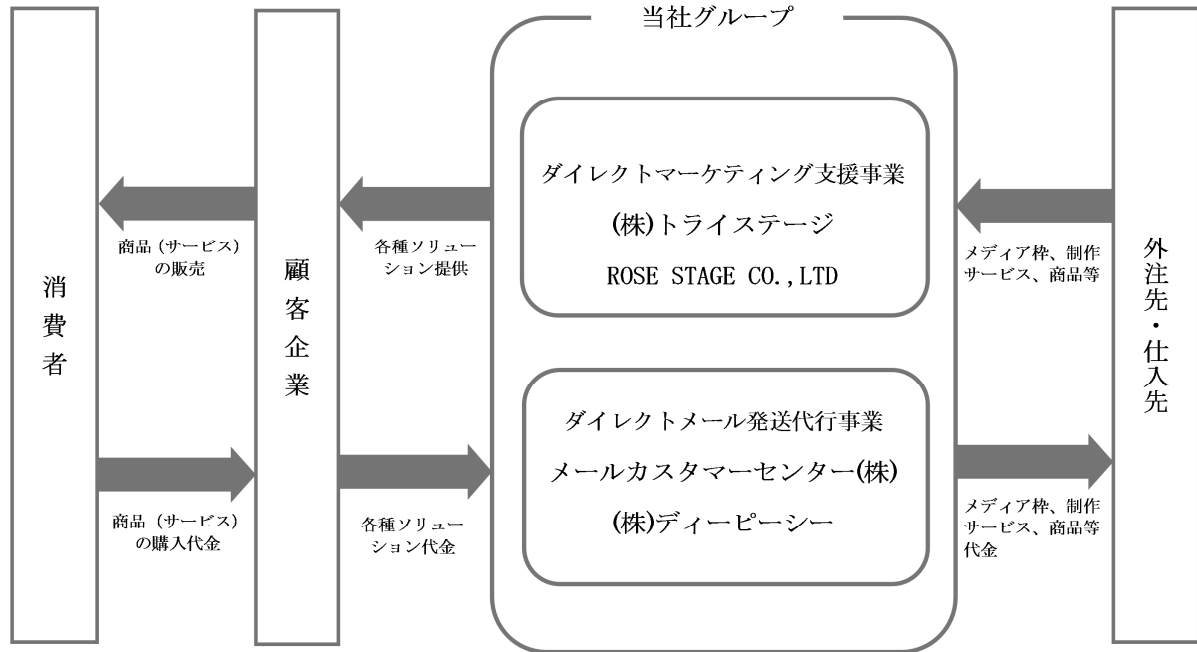 当社グループ
消費者
商品（サービス）
の販売
商品（サービス）
の購入代金
顧客企業
各種ソリュー
ション提供
各種ソリュー
ション代金
ダイレクトマーケティング支援事業
(株)トライステージ
ROSE STAGE CO.,LTD
ダイレクトメール発送代行事業
メールカスタマーセンター(株)
(株)ディーピーシー
メディア枠、制作
サービス、商品等
メディア枠、制作
サービス、商品等
代金
外注先・仕入先